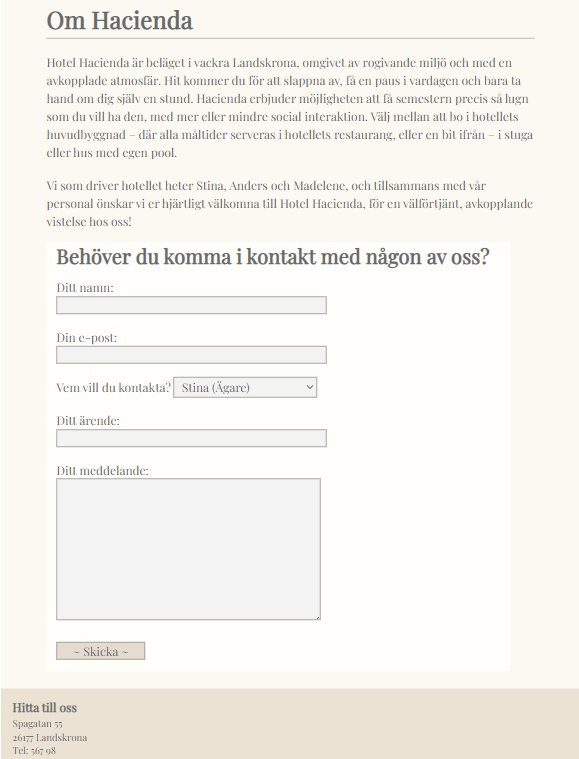 Om Hacienda
Hotel Hacienda är beläget i vackra Landskrona, omgivet av rogivande miljö och med en
avkopplade atmosfär. Hit kommer du för att slappna av, få en paus i vardagen och bara ta
hand om dig själv en stund. Hacienda erbjuder möjligheten att få semestern precis så lugn
som du vill ha den, med mer eller mindre social interaktion. Välj mellan att bo i hotellets
huvudbyggnad – där alla måltider serveras i hotellets restaurang, eller en bit ifrån – i stuga
eller hus med egen pool.
Vi som driver hotellet heter Stina, Anders och Madelene, och tillsammans med vår
personal önskar vi er hjärtligt välkomna till Hotel Hacienda, för en välförtjänt, avkopplande
vistelse hos oss!
Behöver du komma i kontakt med någon av oss?
Ditt namn:
Din e-post:
Vem vill du kontakta? Stina (Ägare)
Ditt ärende:
Ditt meddelande:
~ Skicka ~
Hitta till oss
Spagatan 55
26177 Landskrona
Tel: 567 98